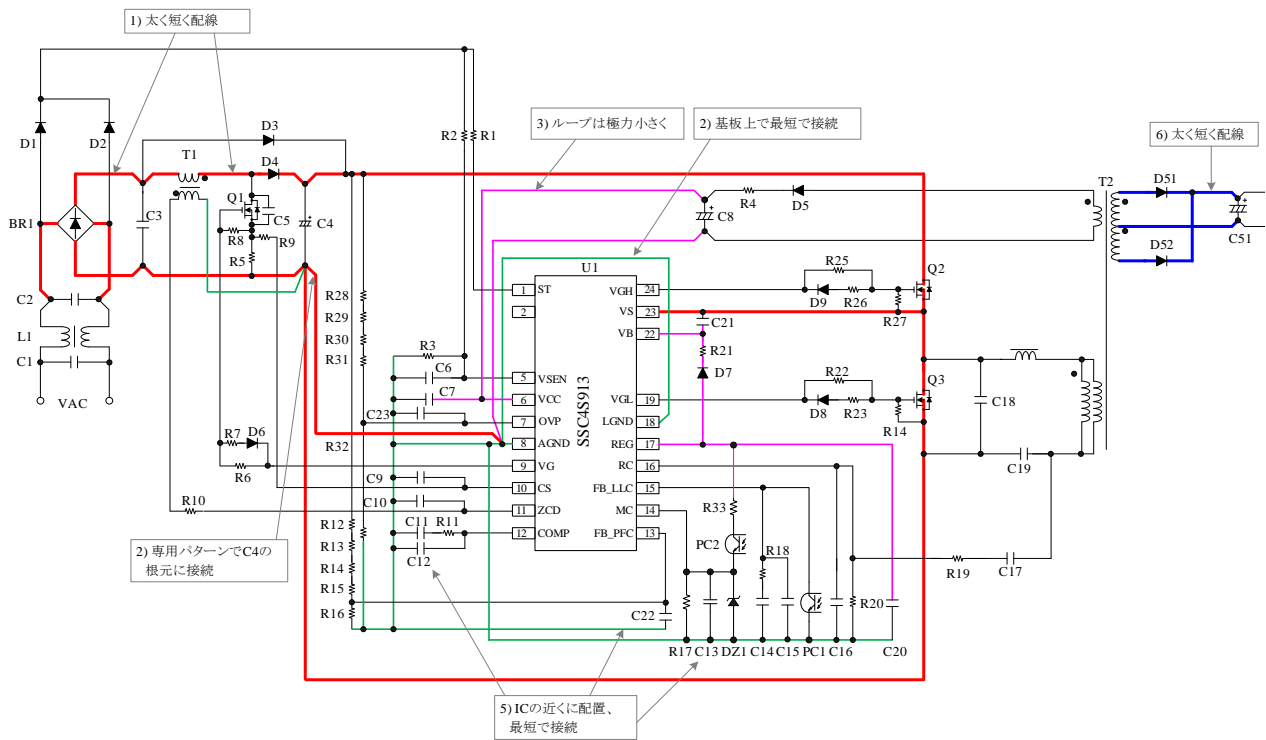 1) 太く短く配線
3) ループは極力小さく
2) 基板上で最短で接続
6) 太く短く配線
D1
D2
D3
R2
R1
T1
D4
Q1
C5
C3
BR1
R8
R9
R5
C4
C8
R4
D5
T2
D51
D52
C51
C2
L1
C1
VAC
R28
R29
R30
R31
R3
C6
C7
C23
R32
U1
SSC4S913
1 ST
2
5 VSEN
6 VCC
7 OVP
8 AGND
9 VG
10 CS
11 ZCD
12 COMP
VGH 24
VS 23
VB 22
VGL 19
LGND 18
REG 17
RC 16
FB_LLC 15
MC 14
FB_PFC 13
R25
D9
R26
Q2
R27
C21
R21
D7
R22
D8
R23
Q3
R14
C18
C19
R7
D6
R6
C9
C10
R10
C11
R11
C12
R12
R13
R14
R15
R16
C22
R33
PC2
R18
R19
C17
R20
R17
C13
DZ1
C14
C15
PC1
C16
C20
2) 専用パターンでC4の
根元に接続
5) ICの近くに配置、
最短で接続